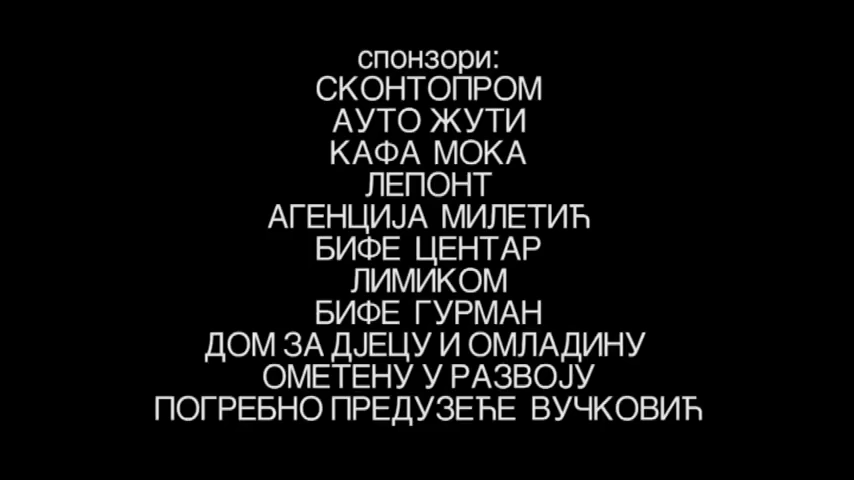 спонзори:
СКОНТОПРОМ
АУТО ЖУТИ
КАФА МОКА
ЛЕПОНТ
АГЕНЦИЈА МИЛЕТИЋ
БИФЕ ЦЕНТАР
ЛИМИКОМ
БИФЕ ГУРМАН
ДОМ ЗА ДЈЕЦУ И ОМЛАДИНУ
ОМЕТЕНУ У РАЗВОЈУ
ПОГРЕБНО ПРЕДУЗЕЋЕ ВУЧКОВИЋ